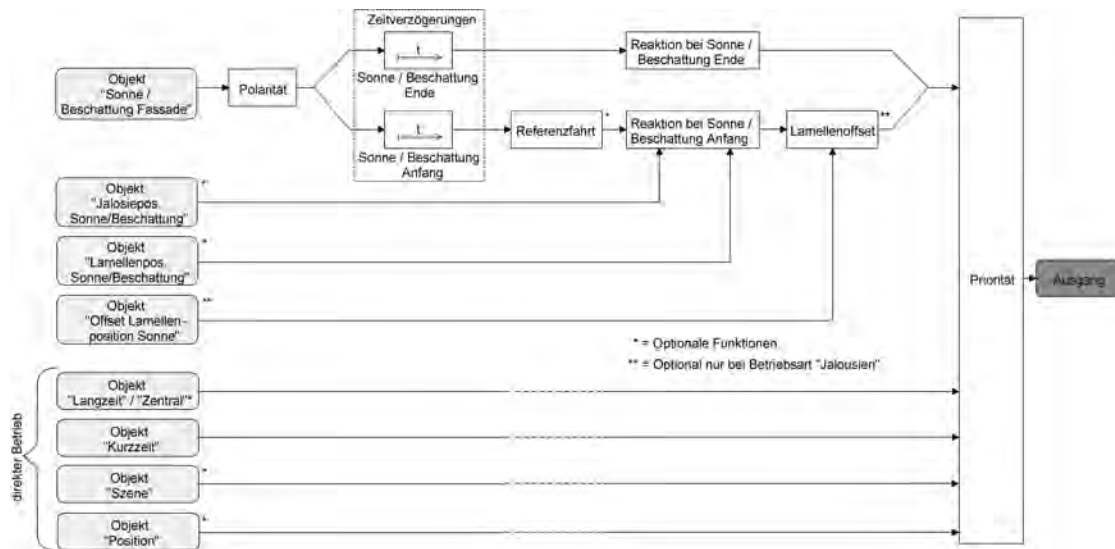 Zeitverzögerungen
t
Sonne / Beschattung
Ende
Reaktion bei Sonne /
Beschattung Ende
Objekt
"Sonne /
Beschattung Fassade"
Polarität
t
Sonne / Beschattung
Anfang
Referenzfahrt
*
Reaktion bei Sonne /
Beschattung Anfang
Lamellenoffset
**
Objekt
"Jalosiepos.
Sonne/Beschattung"
*
Objekt
"Lamellenpos.
Sonne/Beschattung"
*
Objekt
"Offset Lamellen-
position Sonne"
**
Priorität
Ausgang
* = Optionale Funktionen
** = Optional nur bei Betriebsart "Jalousien"
direkter Betrieb
Objekt
"Langzeit" / "Zentral"*
Objekt
"Kurzzeit"
Objekt
"Szene"
*
Objekt
"Position"
*